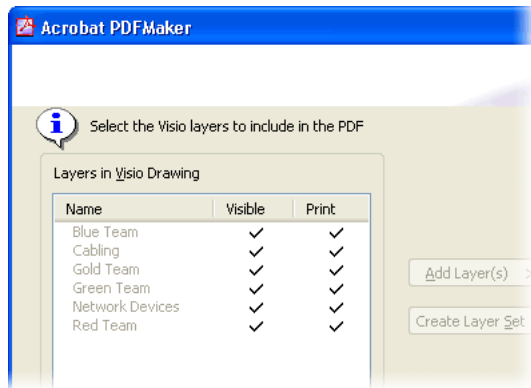 Acrobat PDFMaker
Select the Visio layers to include in the PDF
Layers in Visio Drawing
Name Visible Print
Blue Team
Cabling
Gold Team
Green Team
Network Devices
Red Team
Add Layer(s)
Create Layer Set